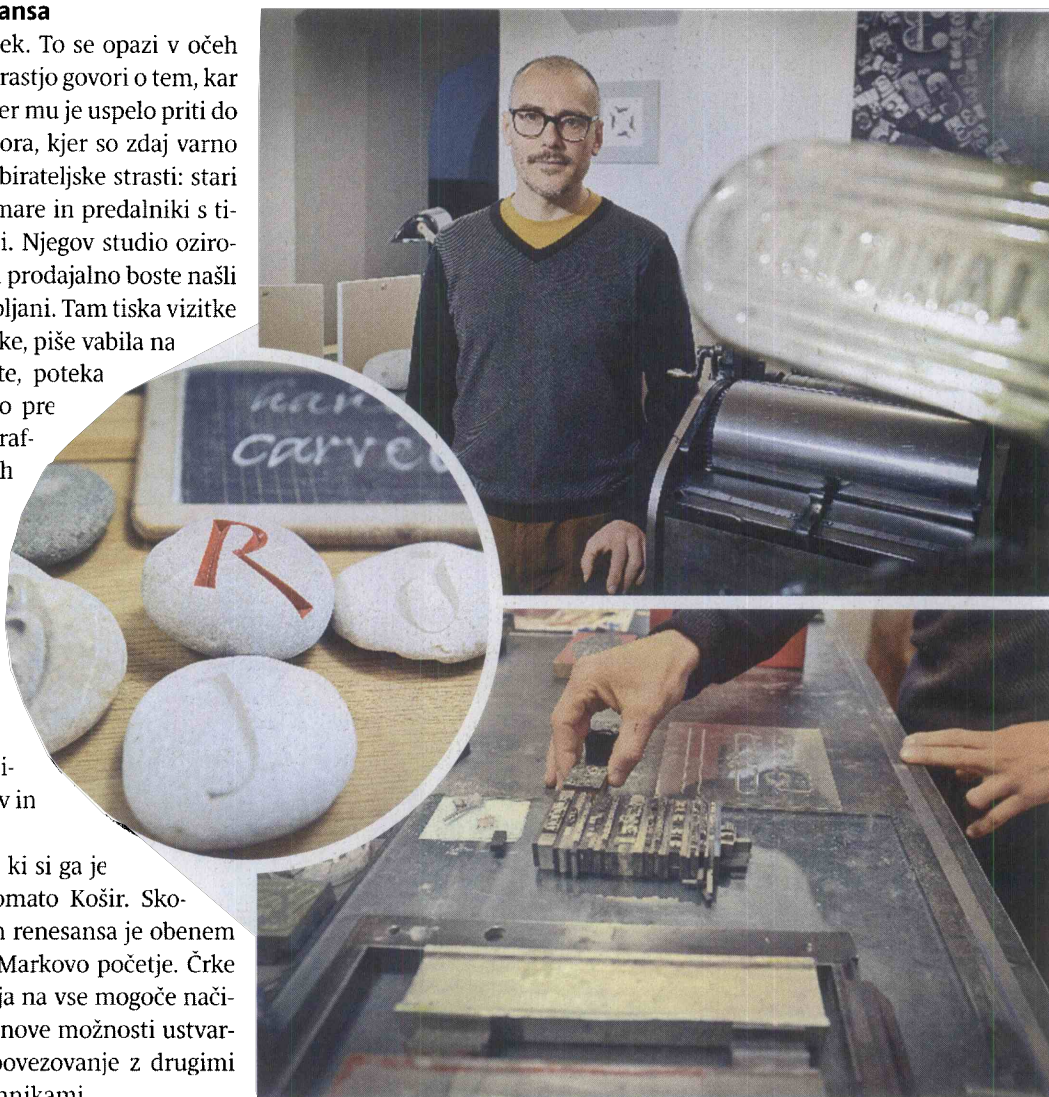 ansa
ek. To se opazi v očeh
rastjo govori o tem, kar
er mu je uspelo priti do
ora, kjer so zdaj varno
birateljske strasti: stari
mare in predalniki s ti-
i. Njegov studio oziro-
prodajalno boste našli
oljani. Tam tiska vizitke
ke, piše vabila na
te, poteka
o pre
raf-
h
i-
v in
ki si ga je
omato Košir. Sko-
n renesansa je obenem
Markovo početje. Črke
ja na vse mogoče nači-
nove možnosti ustvar-
povezovanje z drugimi
hnikami
carve
R
J